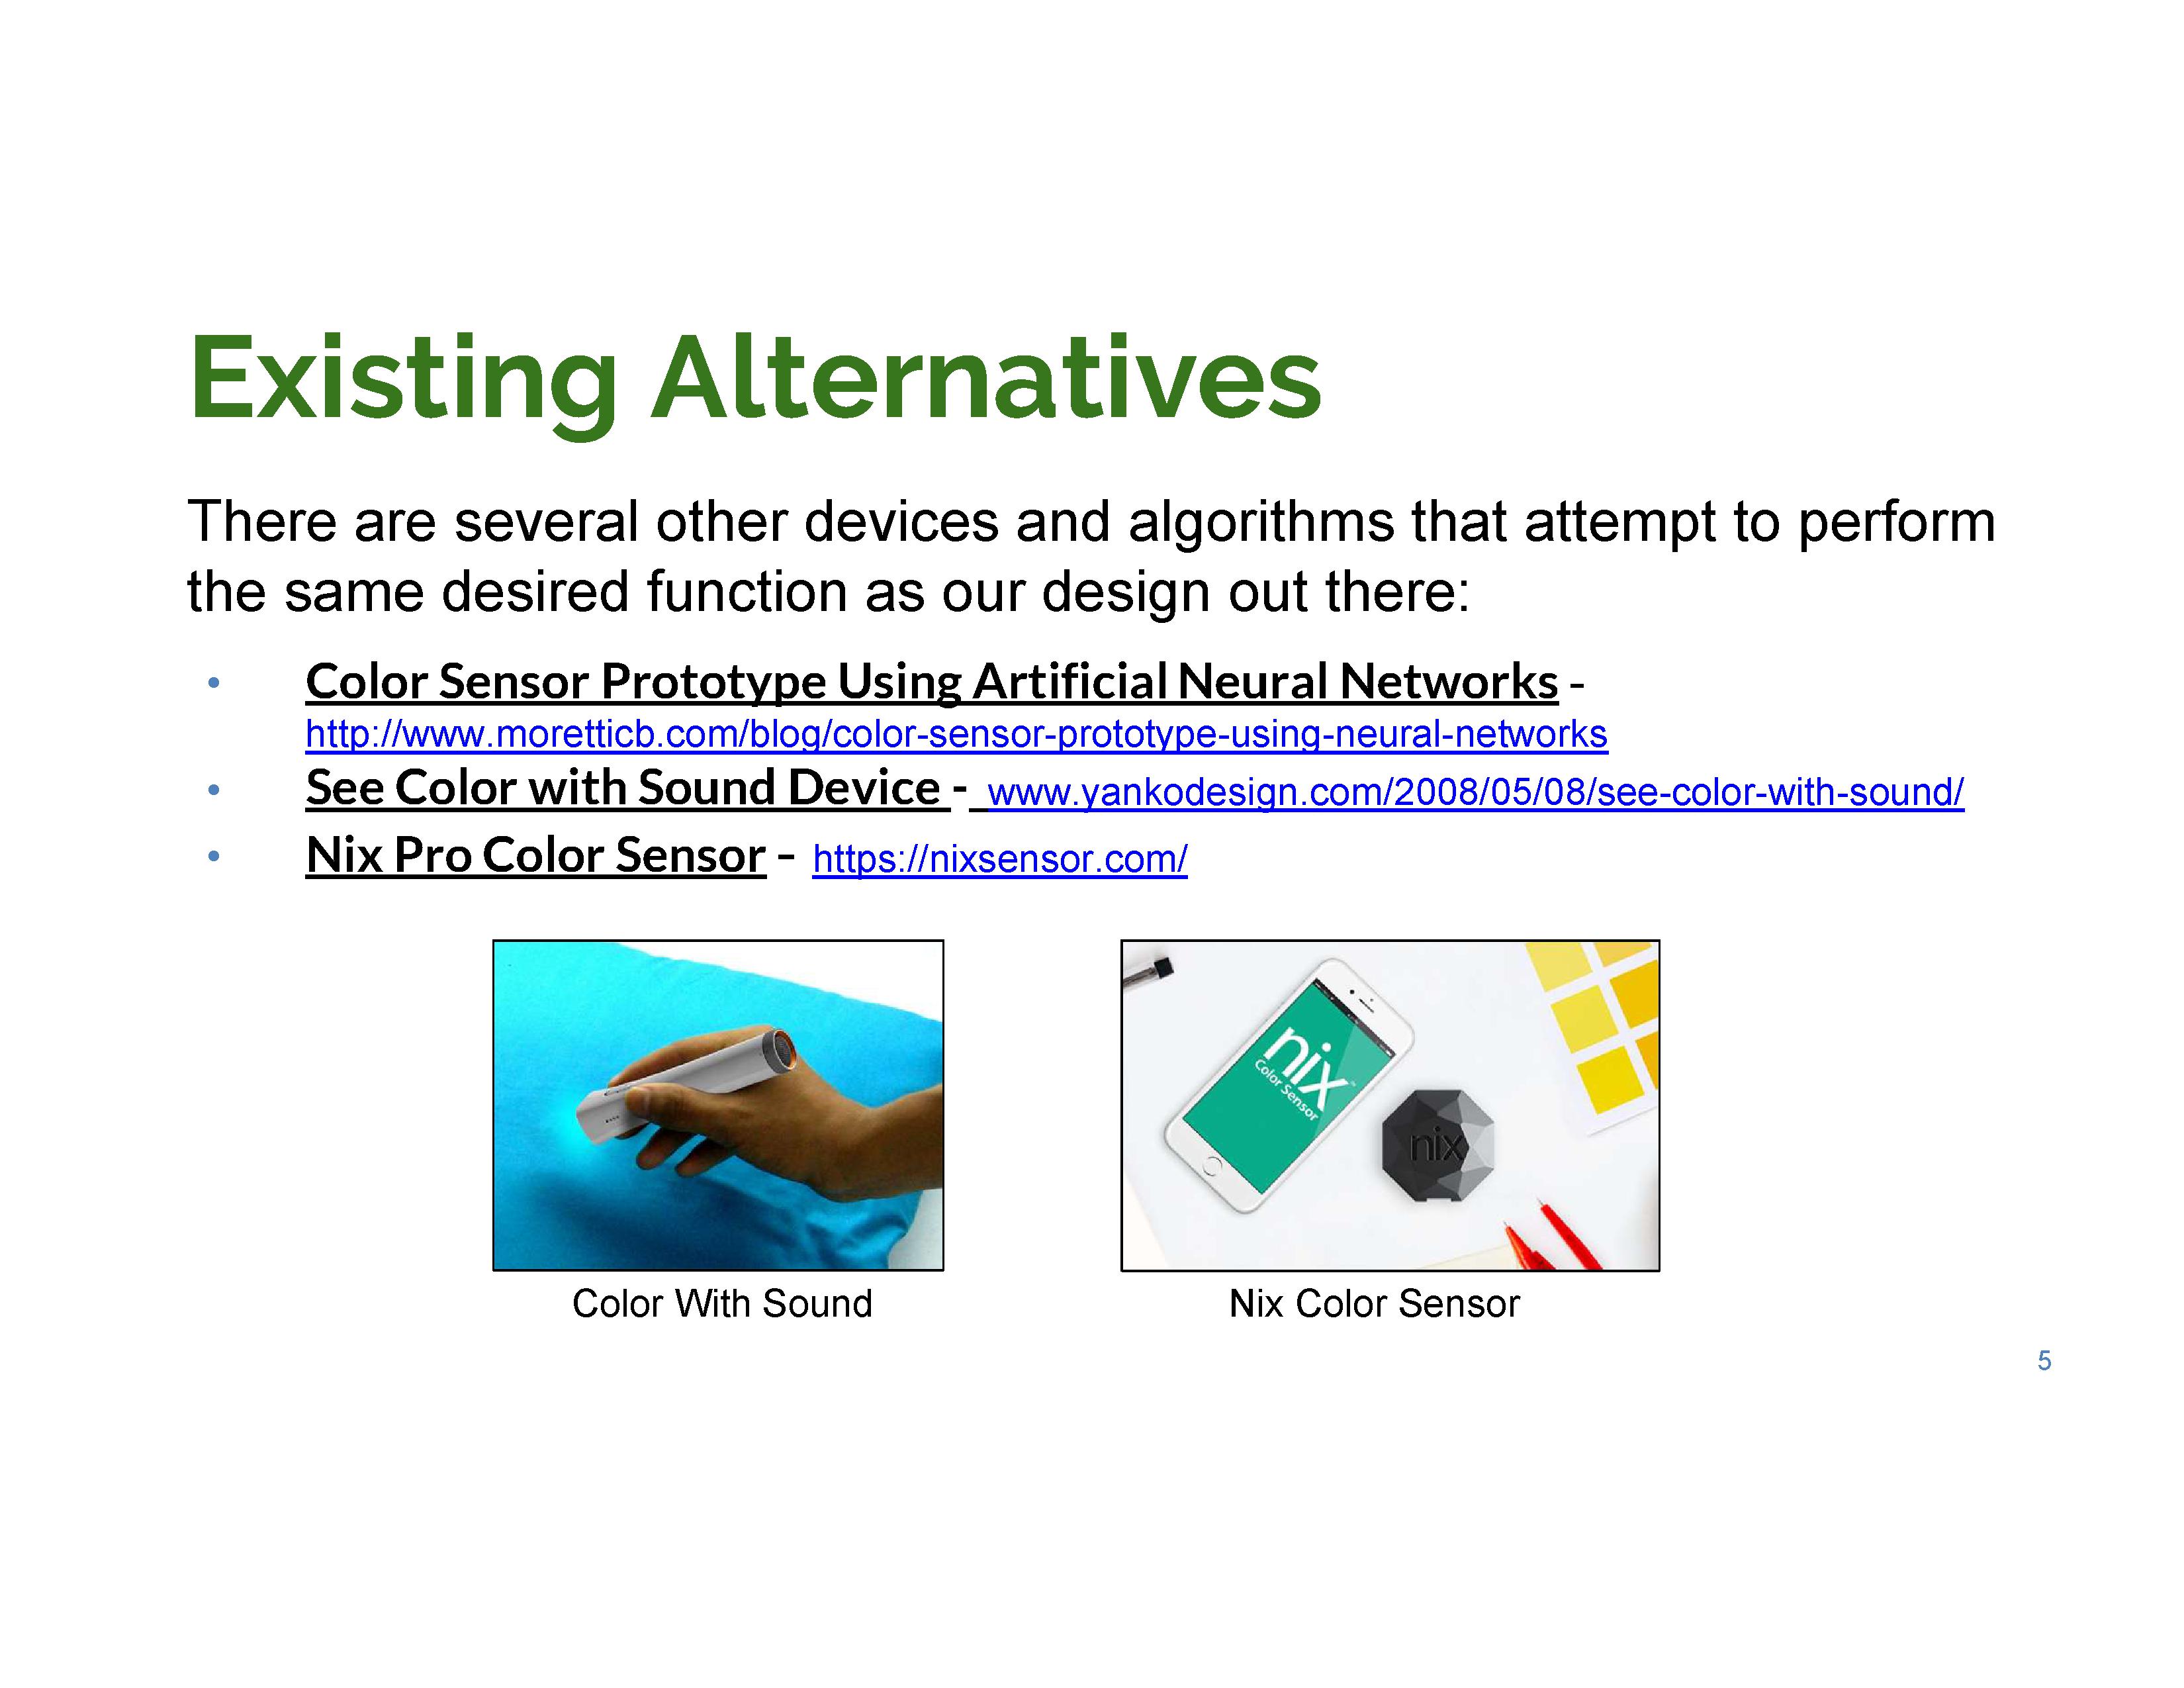 Existing Alternatives
There are several other devices and algorithms that attempt to perform
the same desired function as our design out there:
• Color Sensor Prototype Using Artificial Neural Networks -
http://www.moretticb.com/blog/color-sensor-prototype-using-neural-networks
• See Color with Sound Device - www.yankodesign.com/2008/05/08/see-color-with-sound/
• Nix Pro Color Sensor - https://nixsensor.com/
nix
Color Sensor
nix
Color With Sound
Nix Color Sensor
5